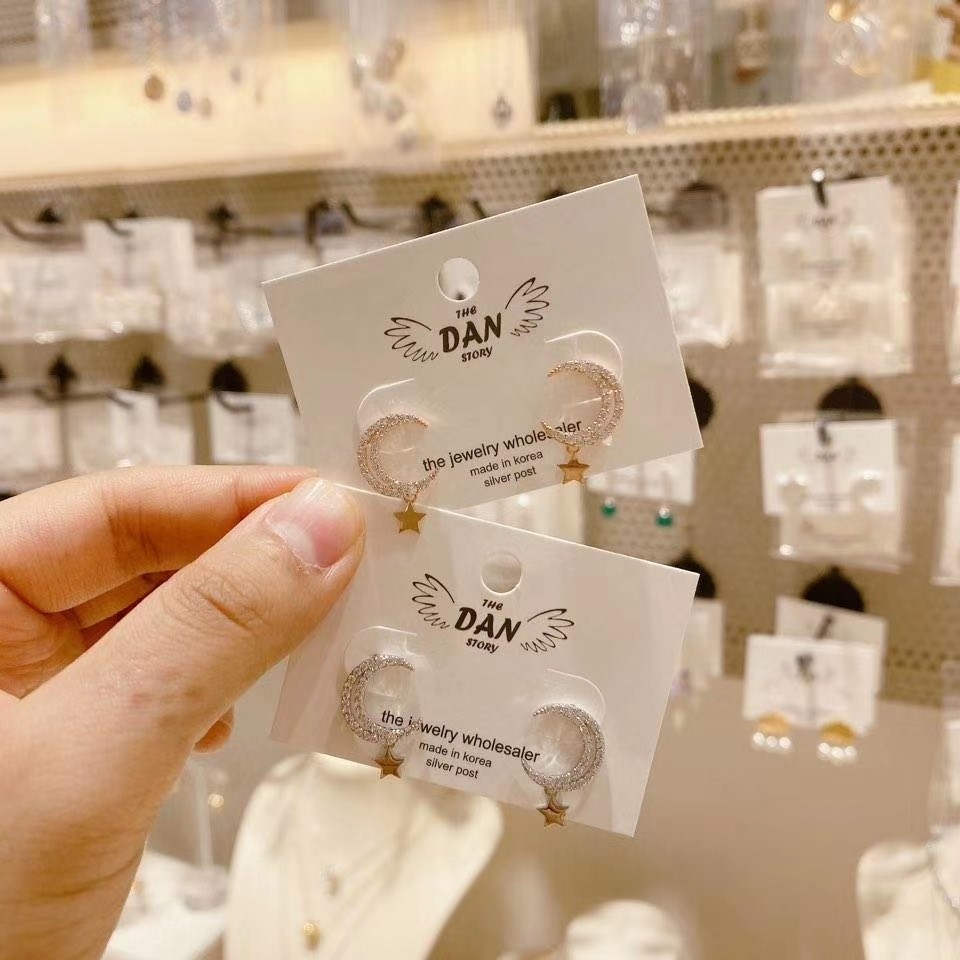 THE
DAN
STORY
the jewelry wholesaler
made in korea
silver post
THE
DAN
STORY
the jewelry wholesaler
made in korea
silver post